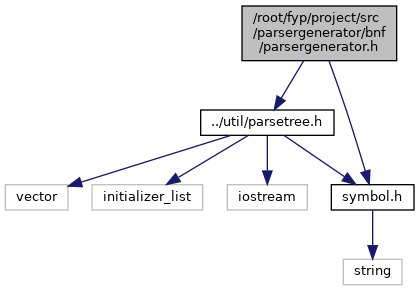 /root/fyp/project/src
/parsergenerator/bnf
/parsergenerator.h
../util/parsetree.h
vector
initializer_list
iostream
symbol.h
string